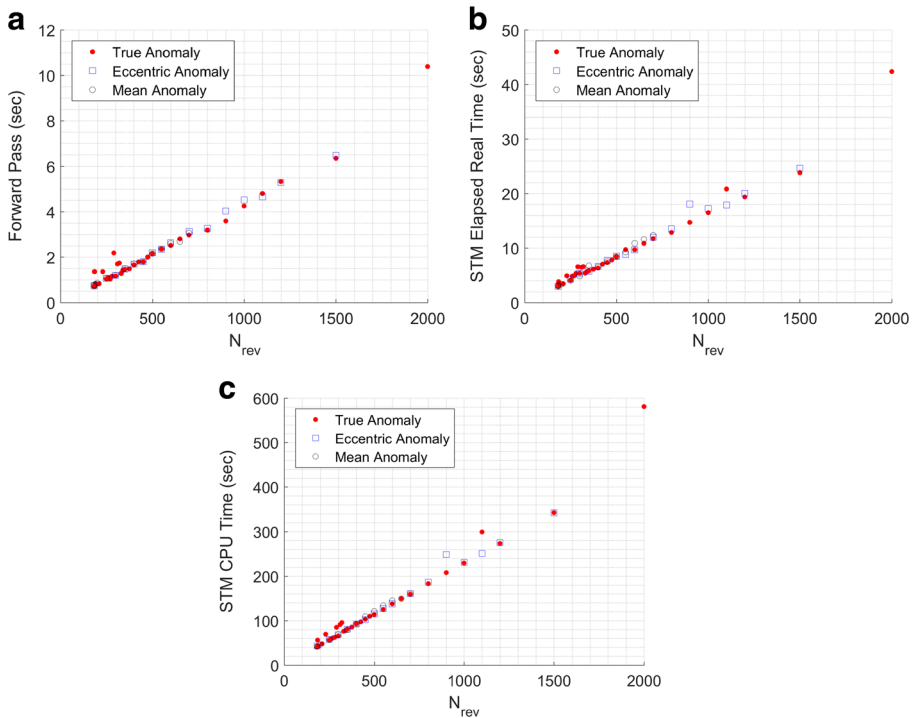 a
12
10
8
6
4
2
0
Forward Pass (sec)
True Anomaly
Eccentric Anomaly
Mean Anomaly
0 500 1000 1500 2000
N_rev
b
50
40
30
20
10
0
STM Elapsed Real Time (sec)
True Anomaly
Eccentric Anomaly
Mean Anomaly
0 500 1000 1500 2000
N_rev
c
600
500
400
300
200
100
0
STM CPU Time (sec)
True Anomaly
Eccentric Anomaly
Mean Anomaly
0 500 1000 1500 2000
N_rev